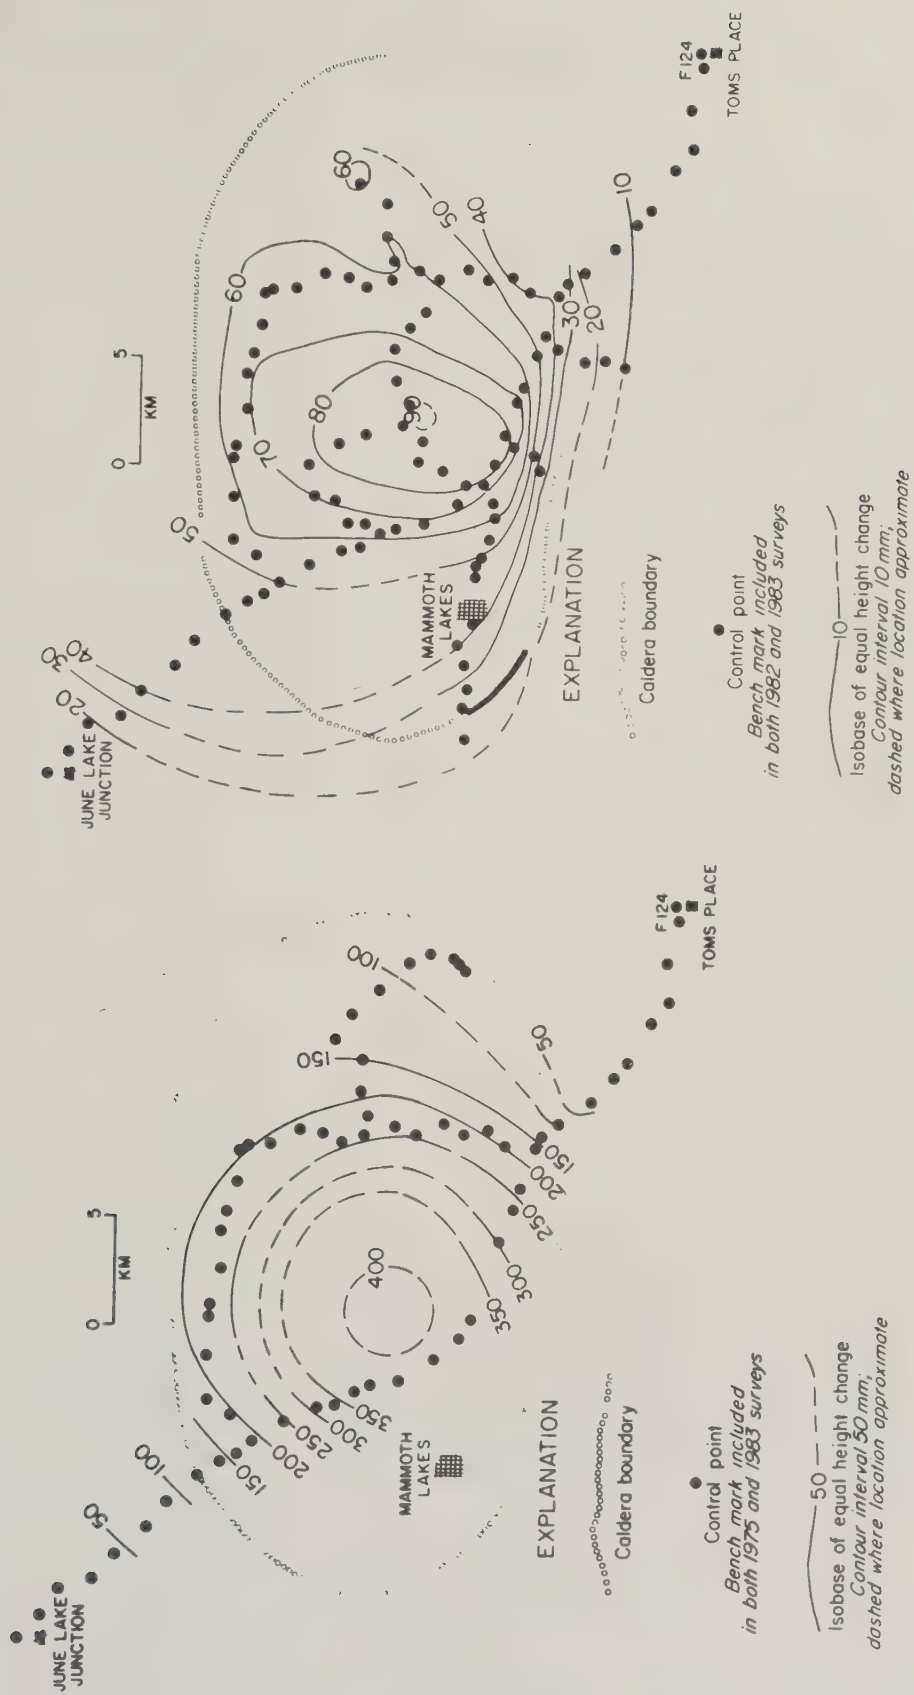 JUNE LAKE
JUNCTION
50
100
150
200
250
300
350
400
350
300
250
200
150
150
100
50
0
5
KM
MAMMOTH
LAKES
F124
TOMS PLACE
EXPLANATION
Caldera boundary
Control point
Bench mark included
in both 1975 and 1983 surveys
50
Isobase of equal height change
Contour interval 50 mm;
dashed where location approximate
JUNE LAKE
JUNCTION
20
30
40
50
60
70
80
90
60
50
40
30
20
10
0
5
KM
MAMMOTH
LAKES
F124
TOMS PLACE
EXPLANATION
Caldera boundary
Control point
Bench mark included
in both 1982 and 1983 surveys
10
Isobase of equal height change
Contour interval 10 mm;
dashed where location approximate